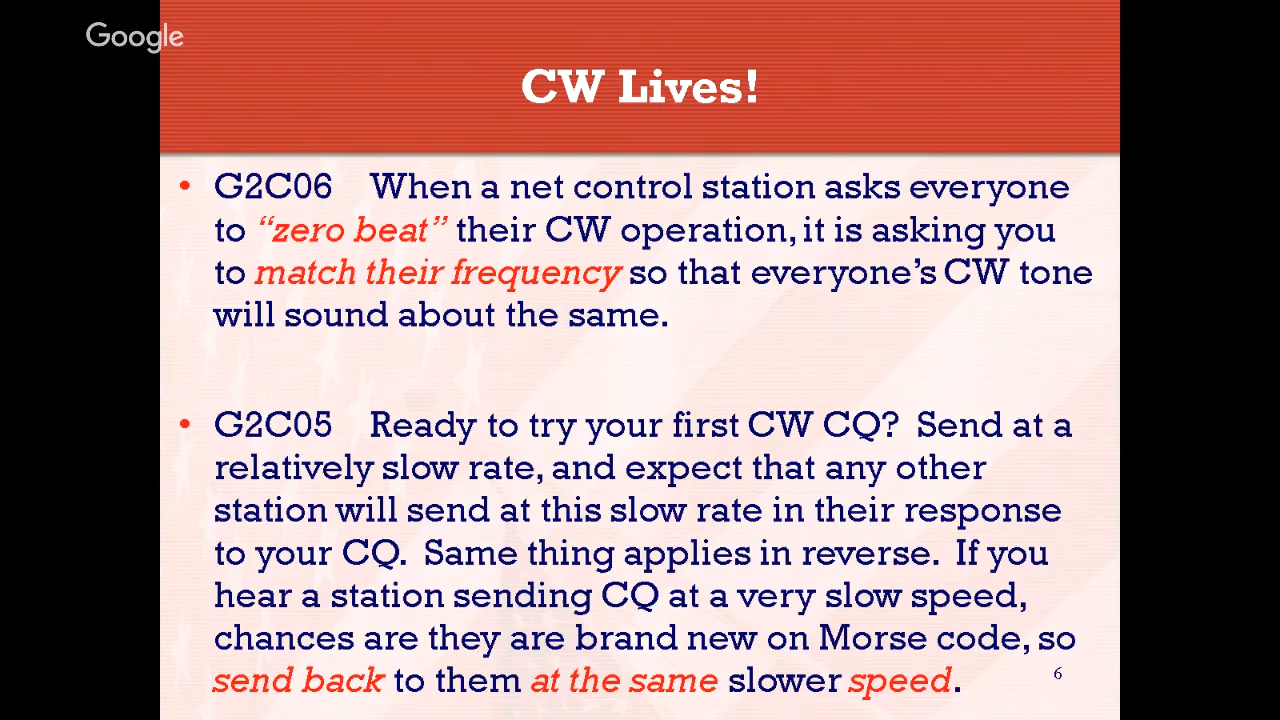 Google
CW Lives!
• G2C06 When a net control station asks everyone
to “zero beat” their CW operation, it is asking you
to match their frequency so that everyone’s CW tone
will sound about the same.
• G2C05 Ready to try your first CW CQ? Send at a
relatively slow rate, and expect that any other
station will send at this slow rate in their response
to your CQ. Same thing applies in reverse. If you
hear a station sending CQ at a very slow speed,
chances are they are brand new on Morse code, so
send back to them at the same slower speed.
6